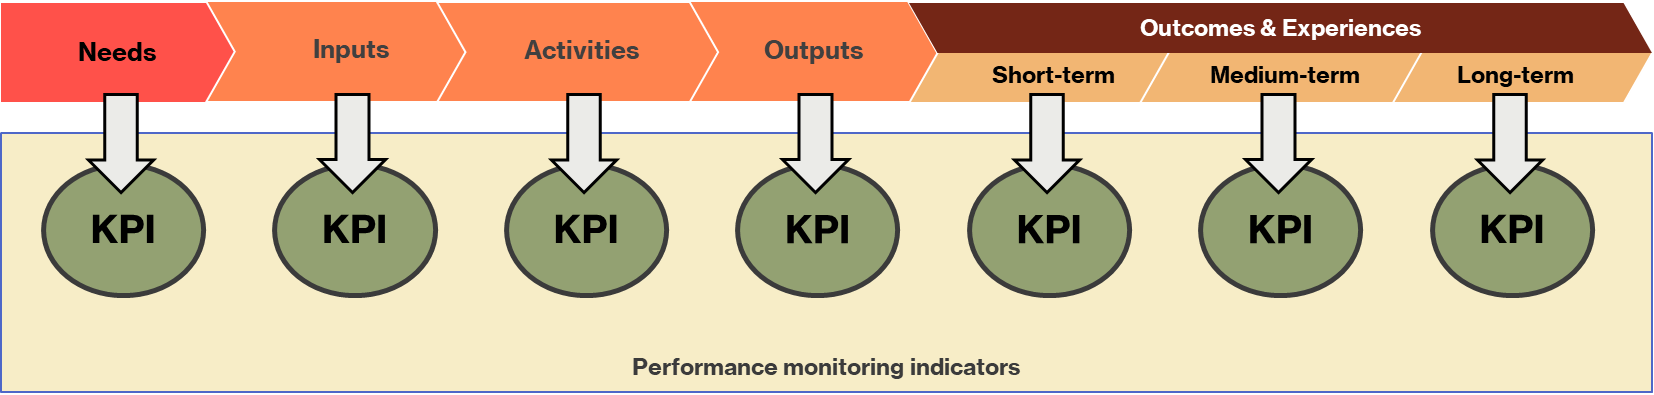 Needs
Inputs
Activities
Outputs
Outcomes & Experiences
Short-term
Medium-term
Long-term
KPI
KPI
KPI
KPI
KPI
KPI
KPI
Performance monitoring indicators